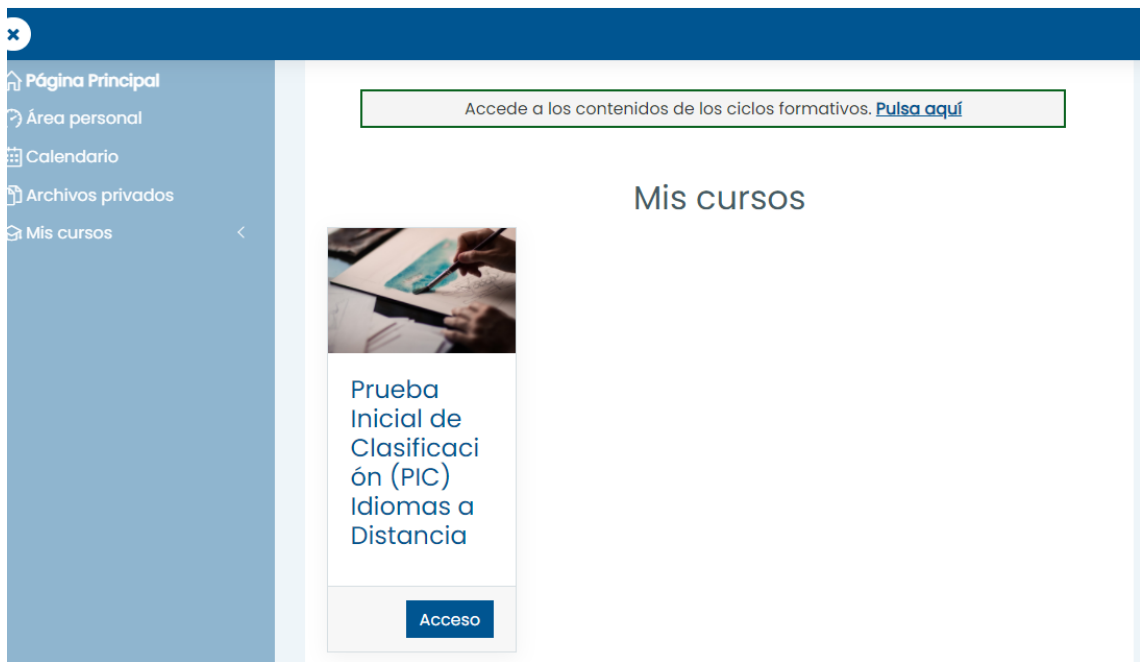 Página Principal
Área personal
Calendario
Archivos privados
Mis cursos
Accede a los contenidos de los ciclos formativos. Pulsa aquí
Mis cursos
Prueba
Inicial de
Clasificaci
ón (PIC)
Idiomas a
Distancia
Acceso